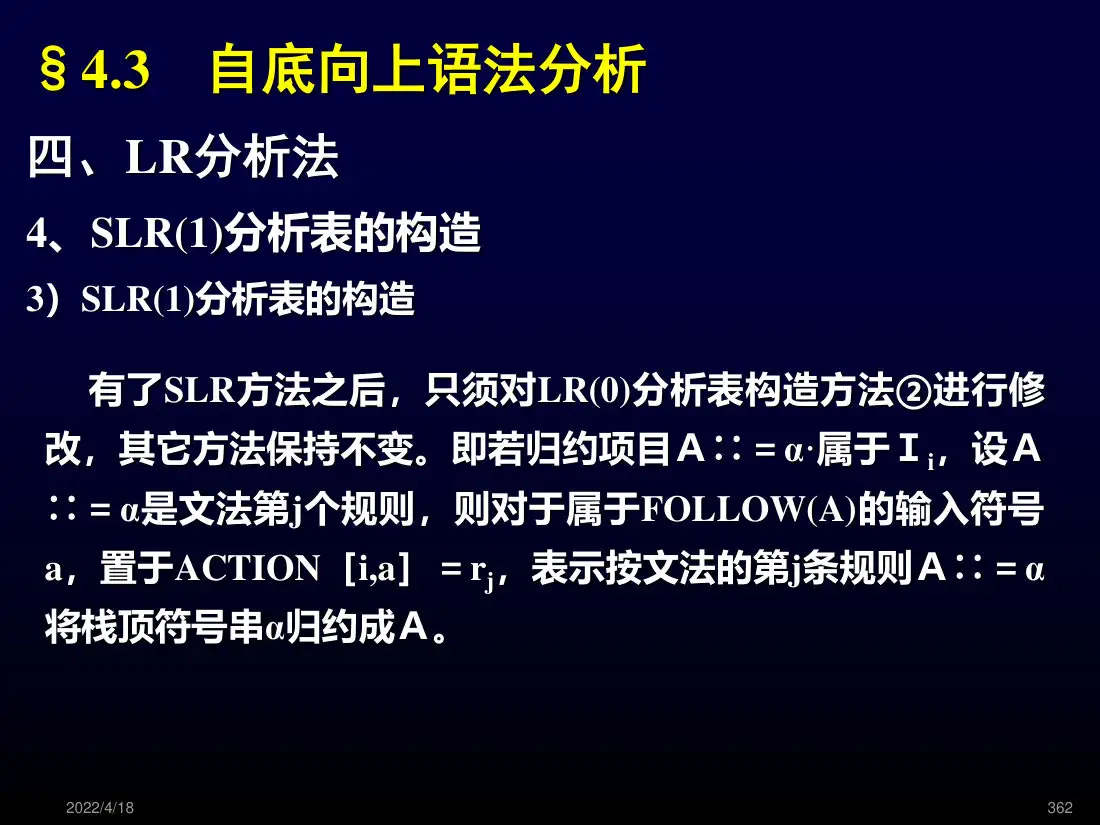 §4.3 自底向上语法分析
四、LR分析法
4、SLR(1)分析表的构造
3）SLR(1)分析表的构造
有了SLR方法之后，只须对LR(0)分析表构造方法②进行修
改，其它方法保持不变。即若归约项目Ａ∷＝α·属于Ｉi，设Ａ
∷＝α是文法第j个规则，则对于属于FOLLOW(A)的输入符号
a，置于ACTION［i,a］＝rj，表示按文法的第j条规则Ａ∷＝α
将栈顶符号串α归约成Ａ。
2022/4/18
362